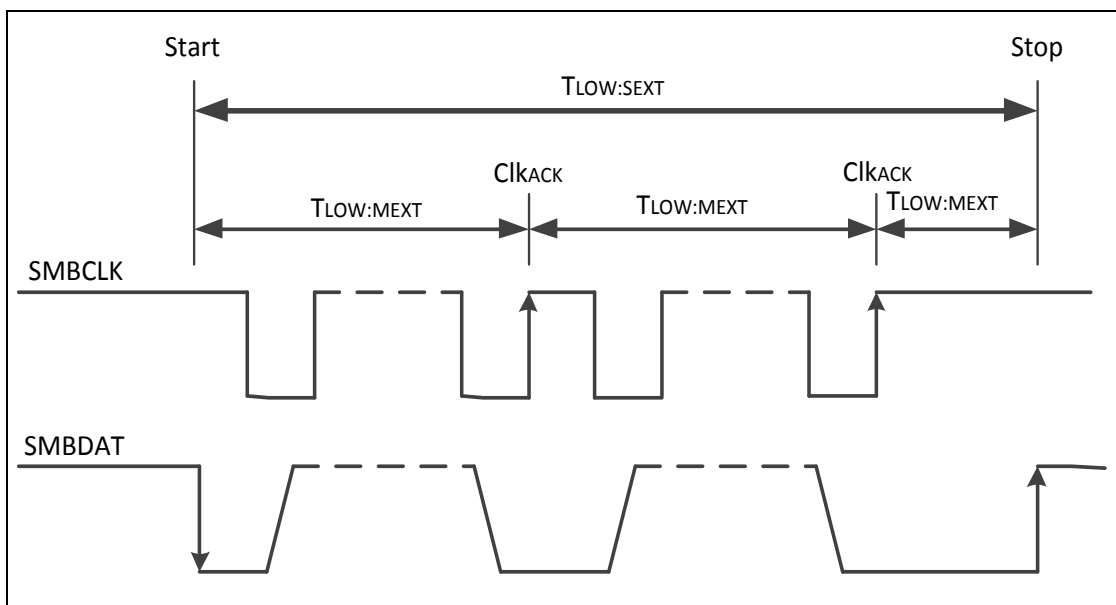 Start
Stop
TLOW:SEXT
ClkACK
ClkACK
TLOW:MEXT
TLOW:MEXT
TLOW:MEXT
SMBCLK
SMBDAT